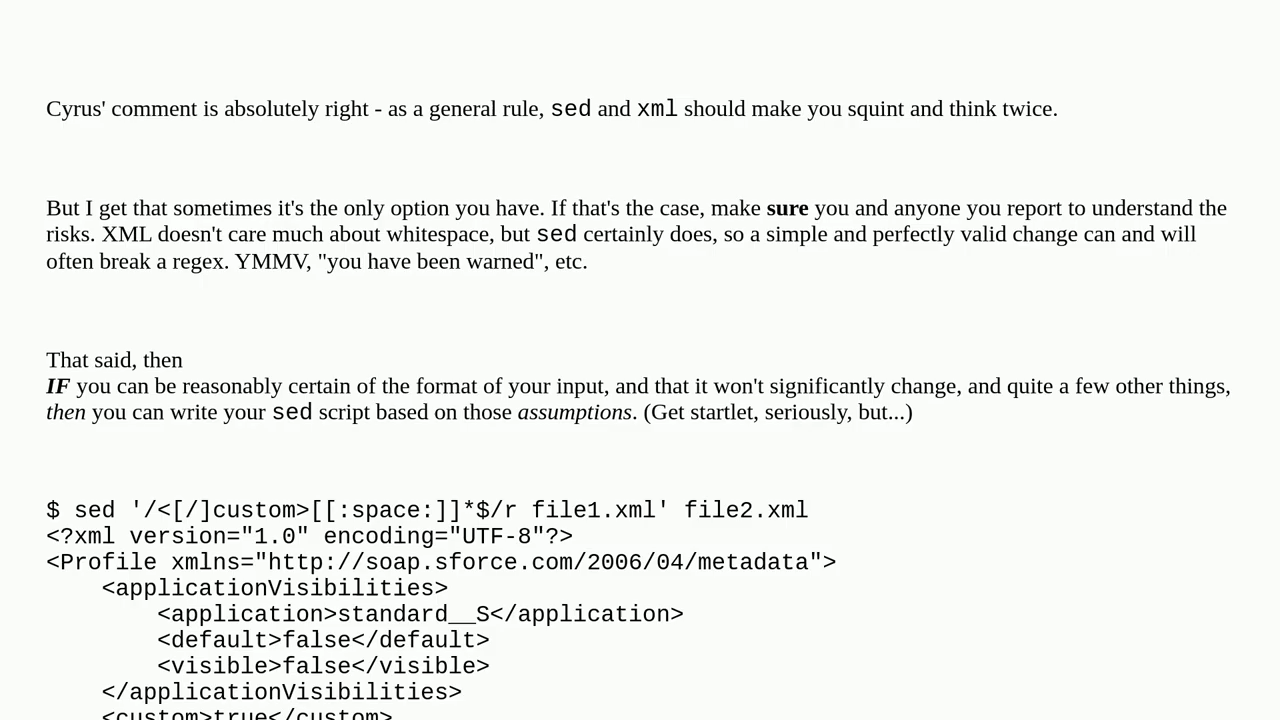 Cyrus' comment is absolutely right - as a general rule, sed and xml should make you squint and think twice.
But I get that sometimes it's the only option you have. If that's the case, make sure you and anyone you report to understand the
risks. XML doesn't care much about whitespace, but sed certainly does, so a simple and perfectly valid change can and will
often break a regex. YMMV, "you have been warned", etc.
That said, then
IF you can be reasonably certain of the format of your input, and that it won't significantly change, and quite a few other things,
then you can write your sed script based on those assumptions. (Get startlet, seriously, but...)
$ sed '/<[/]custom>[[:space:]]*$/r file1.xml' file2.xml
<?xml version="1.0" encoding="UTF-8"?>
<Profile xmlns="http://soap.sforce.com/2006/04/metadata">
    <applicationVisibilities>
        <application>standard__S</application>
        <default>false</default>
        <visible>false</visible>
    </applicationVisibilities>
    <custom>true</custom>